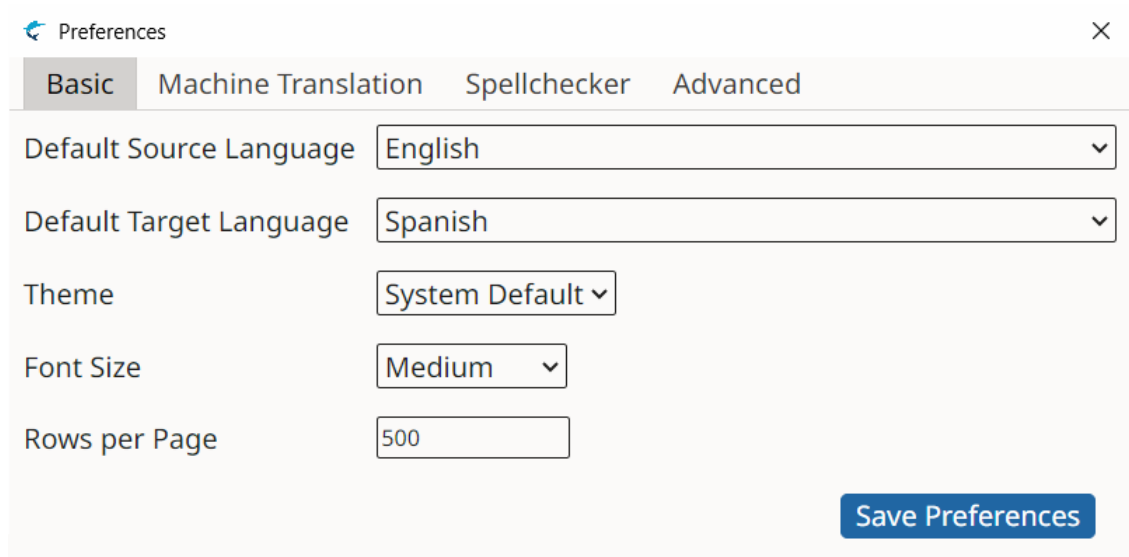 Preferences
Basic Machine Translation Spellchecker Advanced
Default Source Language English
Default Target Language Spanish
Theme System Default
Font Size Medium
Rows per Page 500
Save Preferences